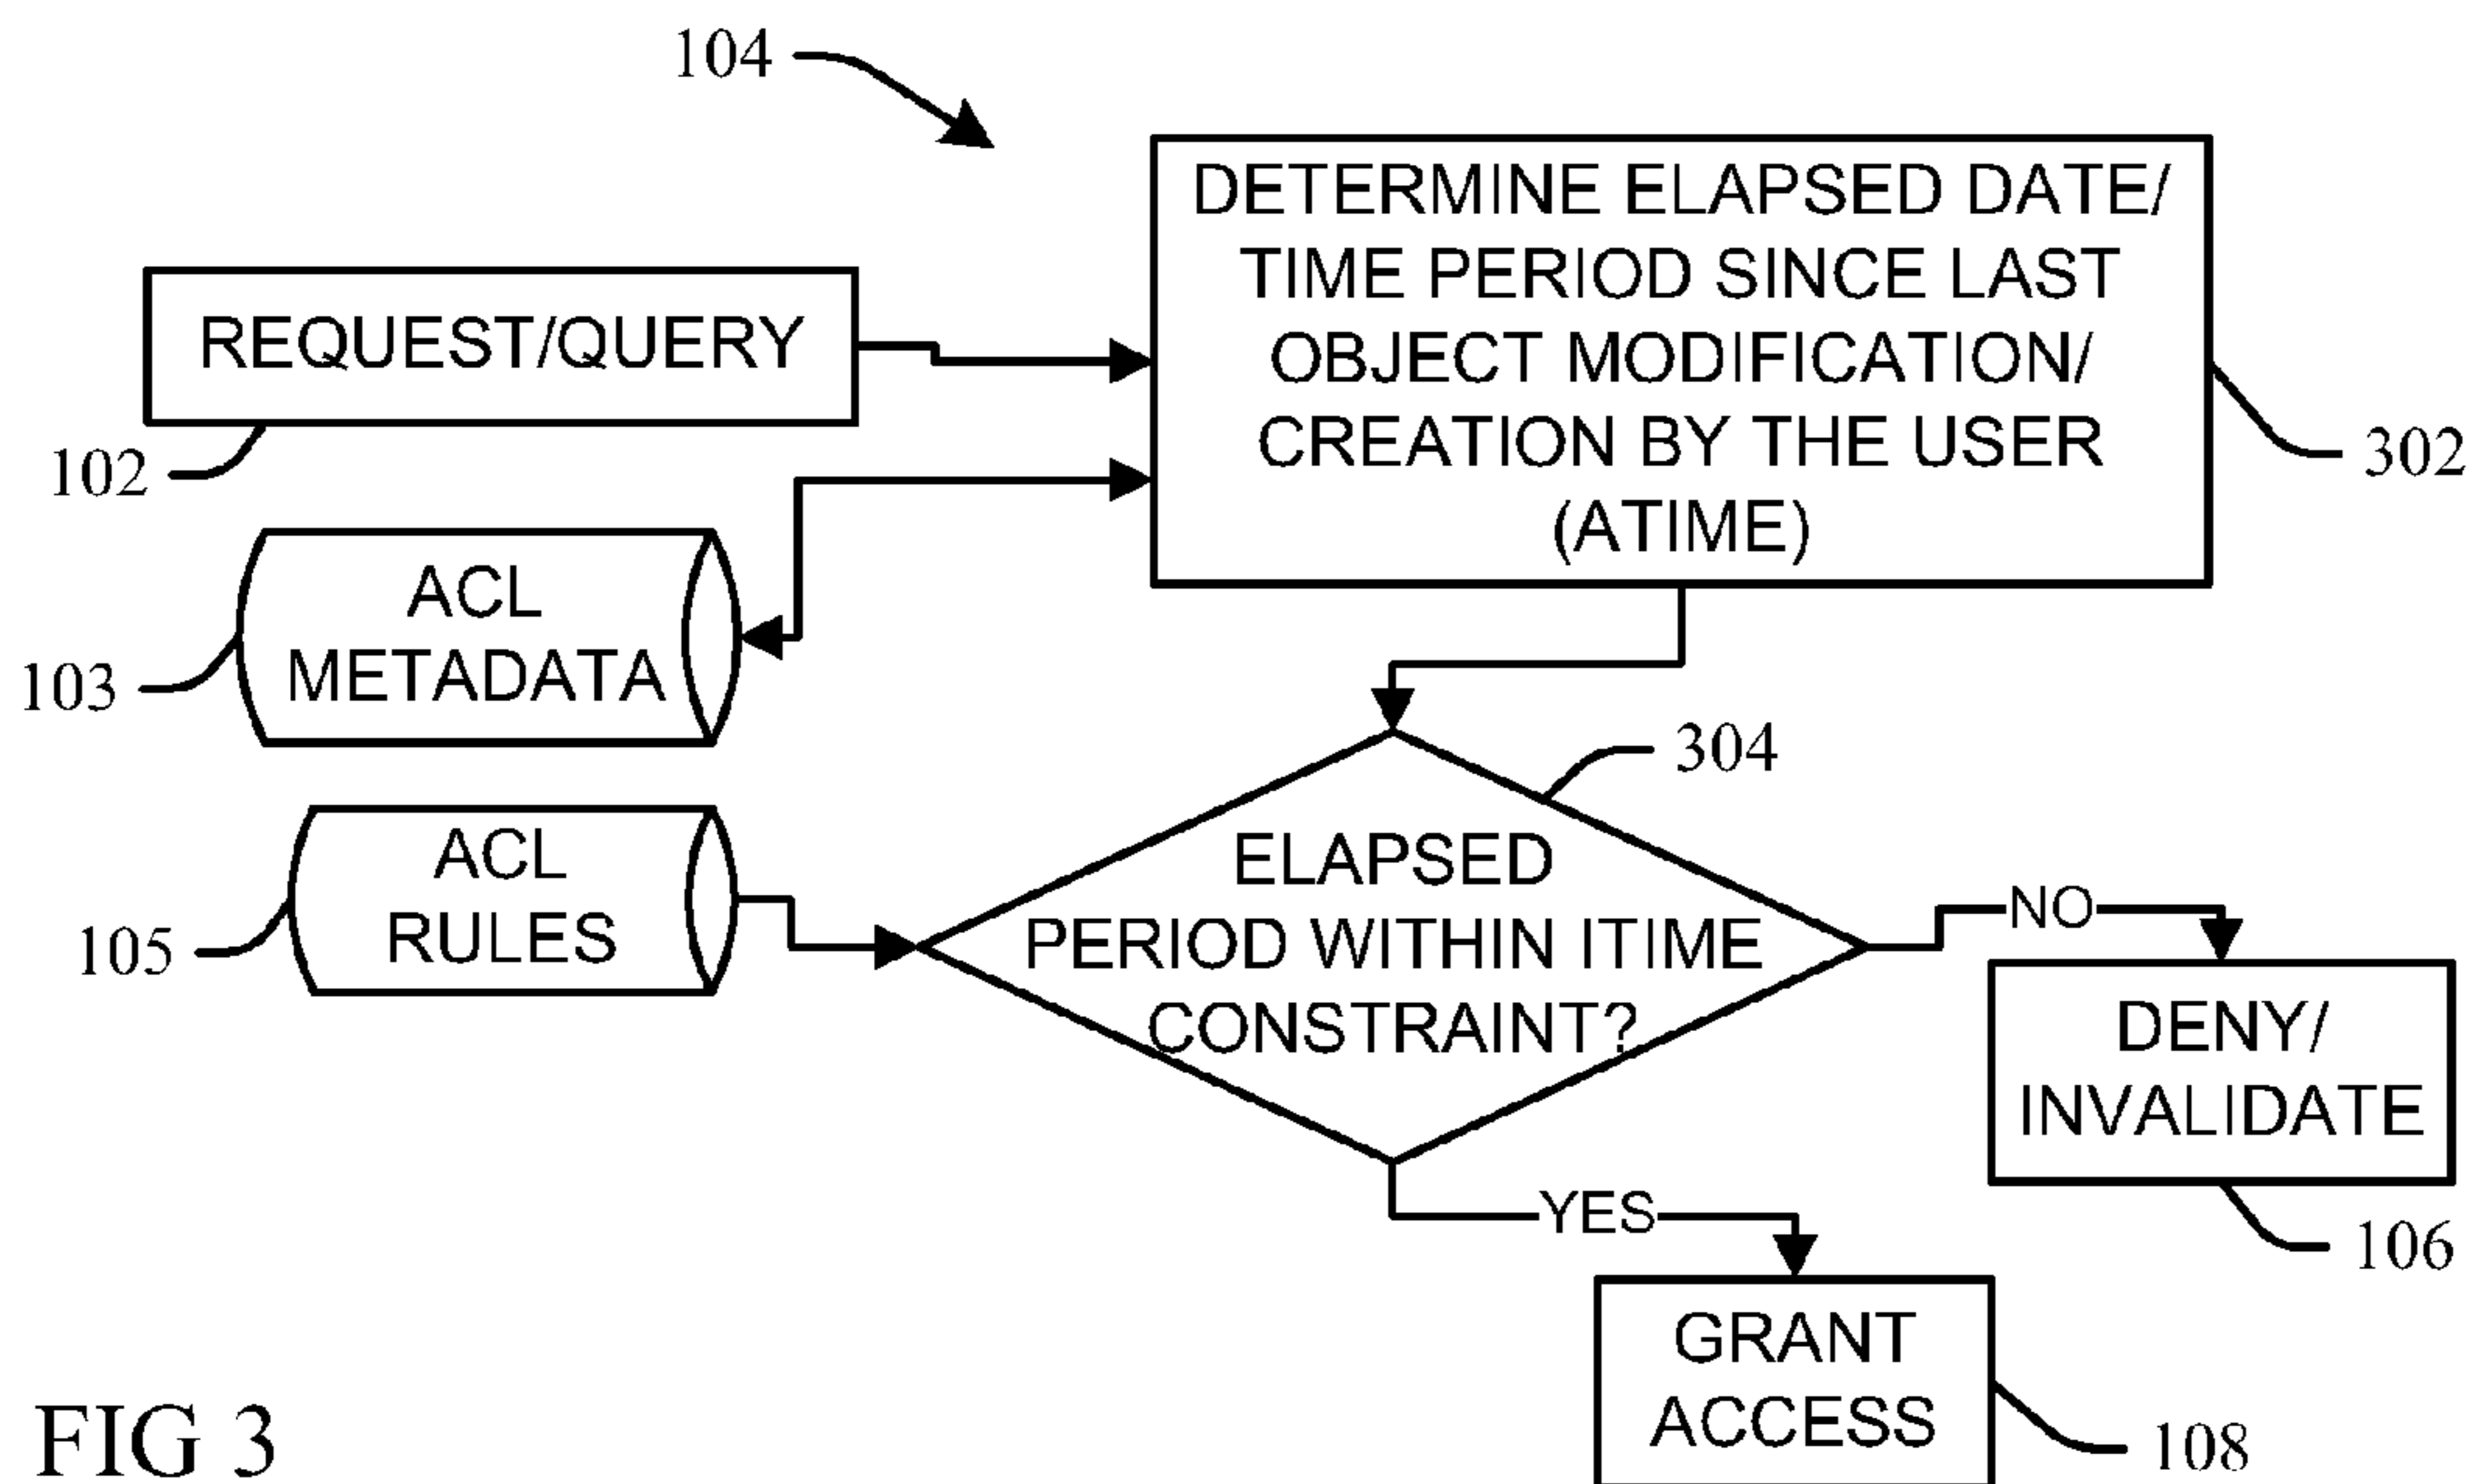 104
DETERMINE ELAPSED DATE/
TIME PERIOD SINCE LAST
OBJECT MODIFICATION/
CREATION BY THE USER
(ATIME)
302
REQUEST/QUERY
102
ACL
METADATA
103
304
ACL
RULES
105
ELAPSED
PERIOD WITHIN ITIME
CONSTRAINT?
NO
DENY/
INVALIDATE
106
YES
GRANT
ACCESS
108
FIG 3